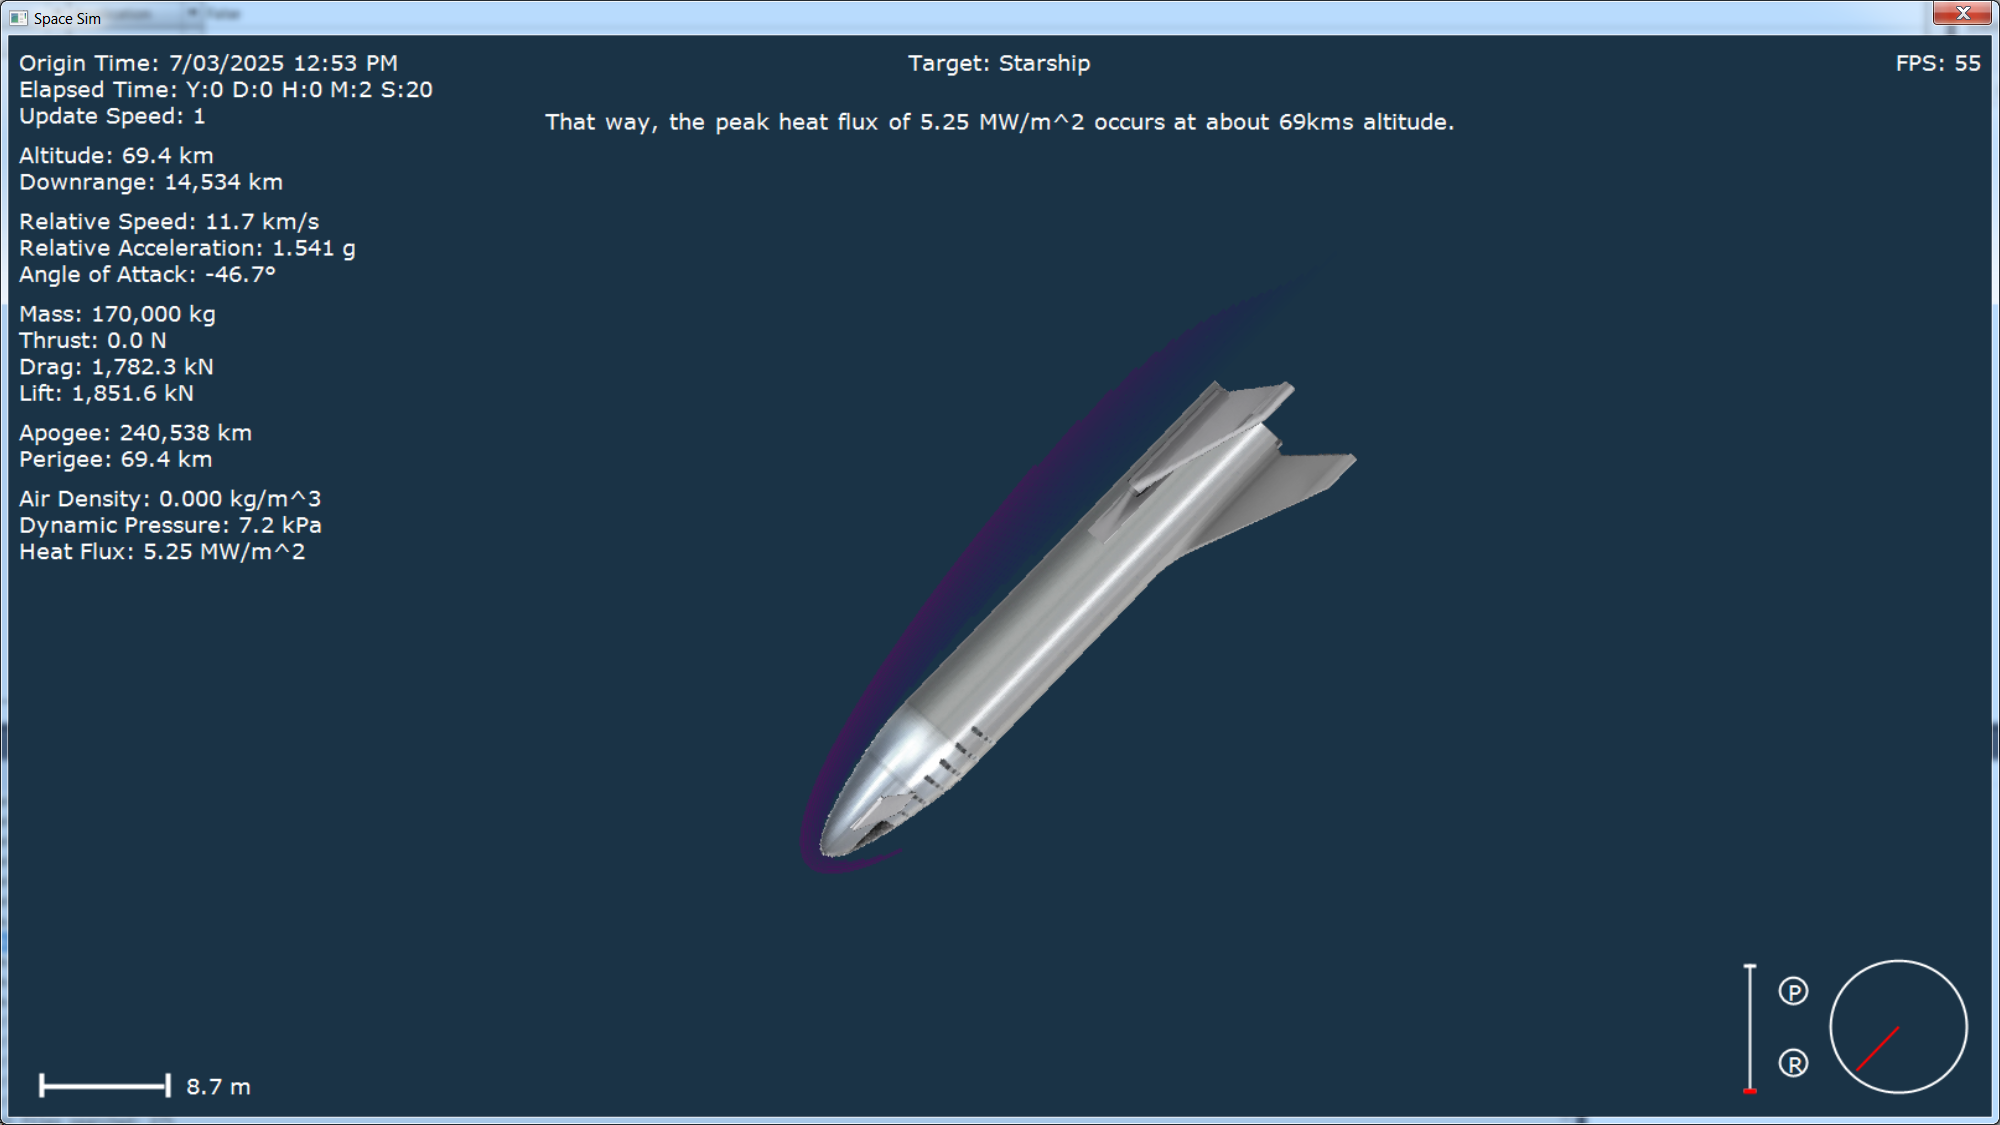 Space Sim
Origin Time: 7/03/2025 12:53 PM
Elapsed Time: Y:0 D:0 H:0 M:2 S:20
Update Speed: 1
Target: Starship
FPS: 55
That way, the peak heat flux of 5.25 MW/m^2 occurs at about 69kms altitude.
Altitude: 69.4 km
Downrange: 14,534 km
Relative Speed: 11.7 km/s
Relative Acceleration: 1.541 g
Angle of Attack: -46.7°
Mass: 170,000 kg
Thrust: 0.0 N
Drag: 1,782.3 kN
Lift: 1,851.6 kN
Apogee: 240,538 km
Perigee: 69.4 km
Air Density: 0.000 kg/m^3
Dynamic Pressure: 7.2 kPa
Heat Flux: 5.25 MW/m^2
P
R
8.7 m